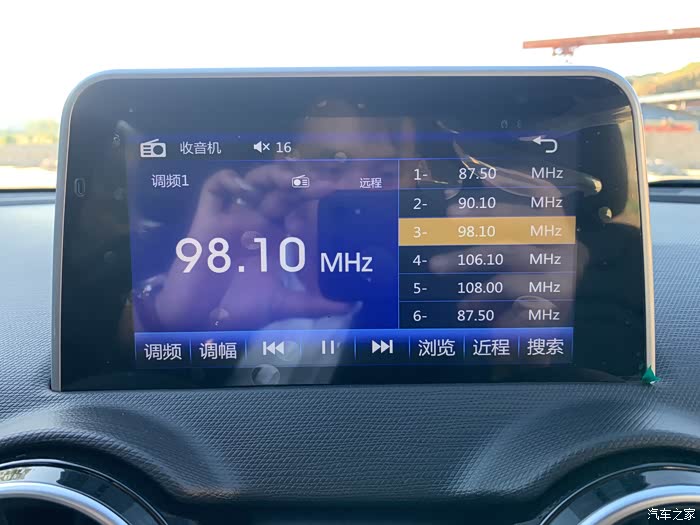 收音机 16
调频1 远程
98.10 MHz
1- 87.50 MHz
2- 90.10 MHz
3- 98.10 MHz
4- 106.10 MHz
5- 108.00 MHz
6- 87.50 MHz
调频 调幅 浏览 近程 搜索
汽车之家